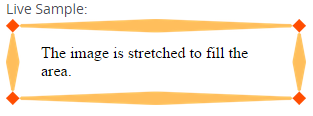 Live Sample:
The image is stretched to fill the
area.